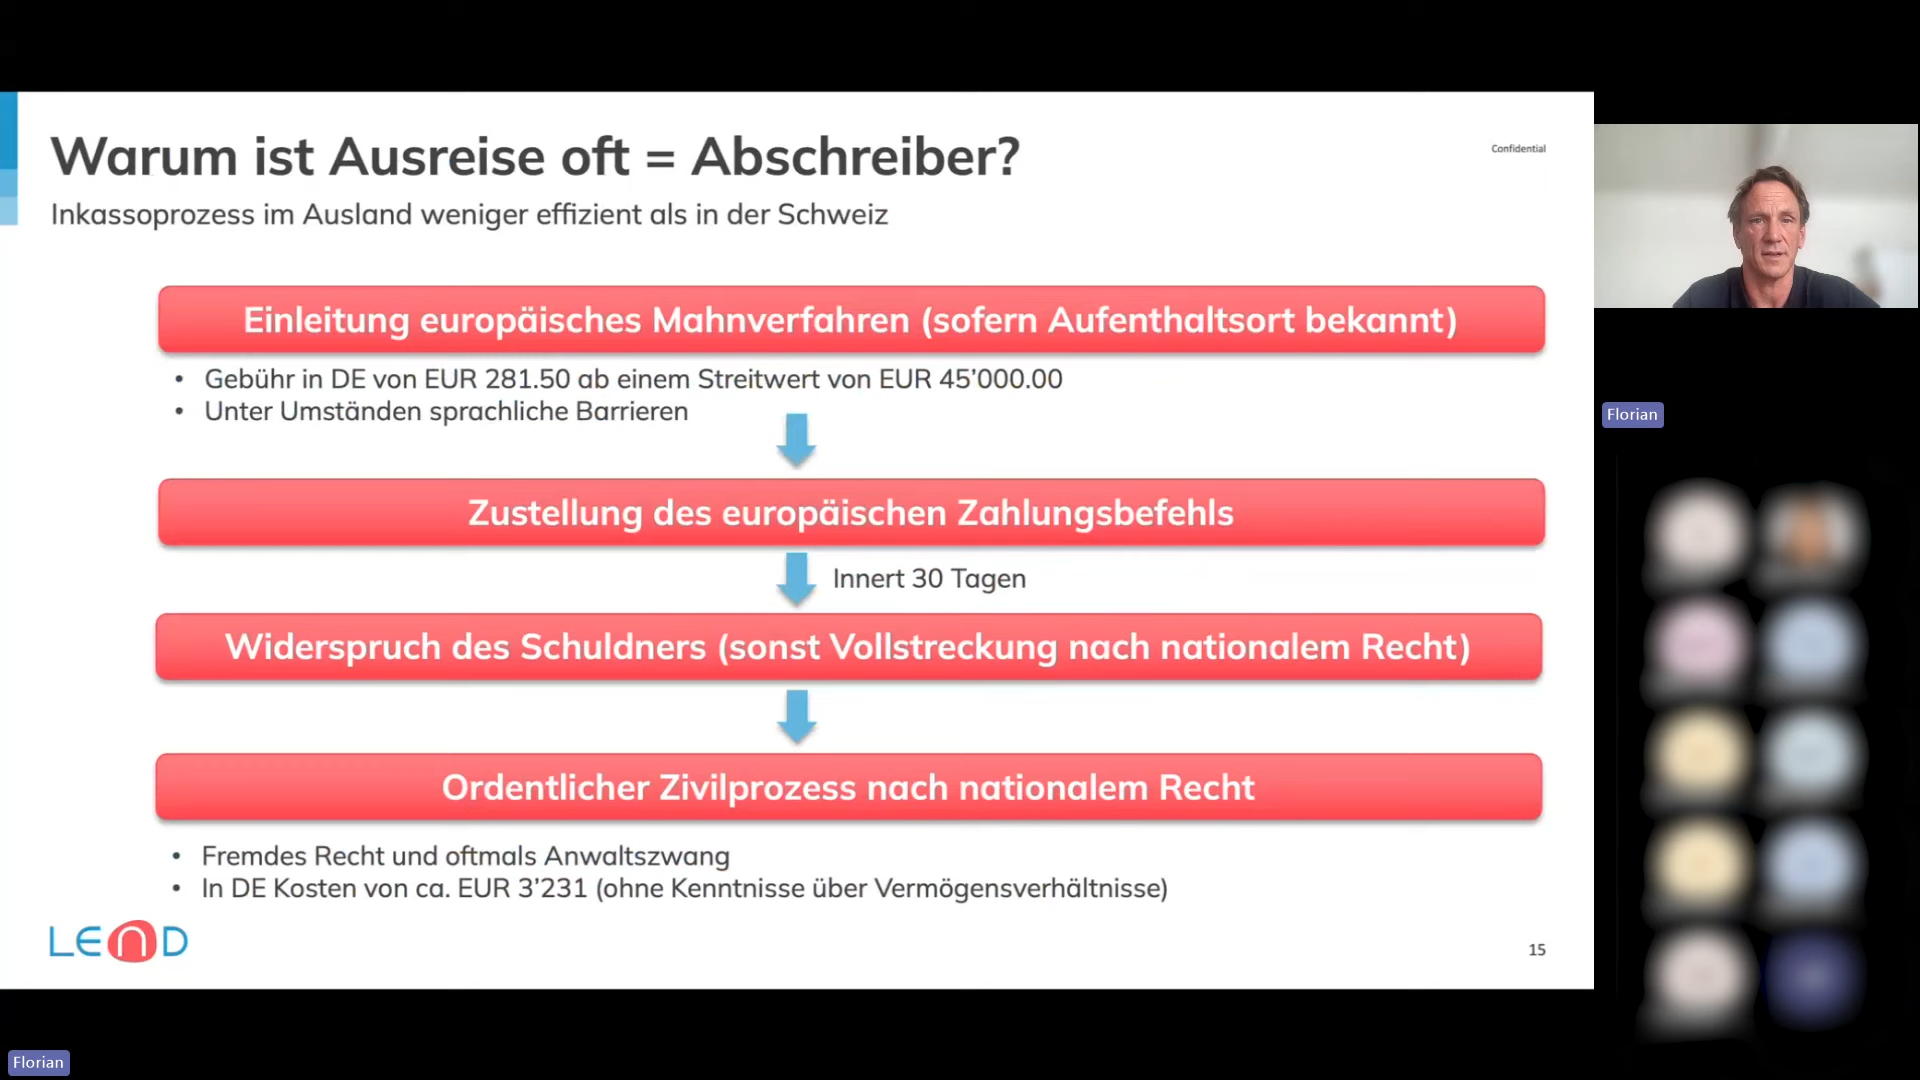 Warum ist Ausreise oft = Abschreiber?
Confidential
Inkassoprozess im Ausland weniger effizient als in der Schweiz
Einleitung europäisches Mahnverfahren (sofern Aufenthaltsort bekannt)
• Gebühr in DE von EUR 281.50 ab einem Streitwert von EUR 45’000.00
• Unter Umständen sprachliche Barrieren
Zustellung des europäischen Zahlungsbefehls
Innert 30 Tagen
Widerspruch des Schuldners (sonst Vollstreckung nach nationalem Recht)
Ordentlicher Zivilprozess nach nationalem Recht
• Fremdes Recht und oftmals Anwaltszwang
• In DE Kosten von ca. EUR 3’231 (ohne Kenntnisse über Vermögensverhältnisse)
LEND
15
Florian
Florian